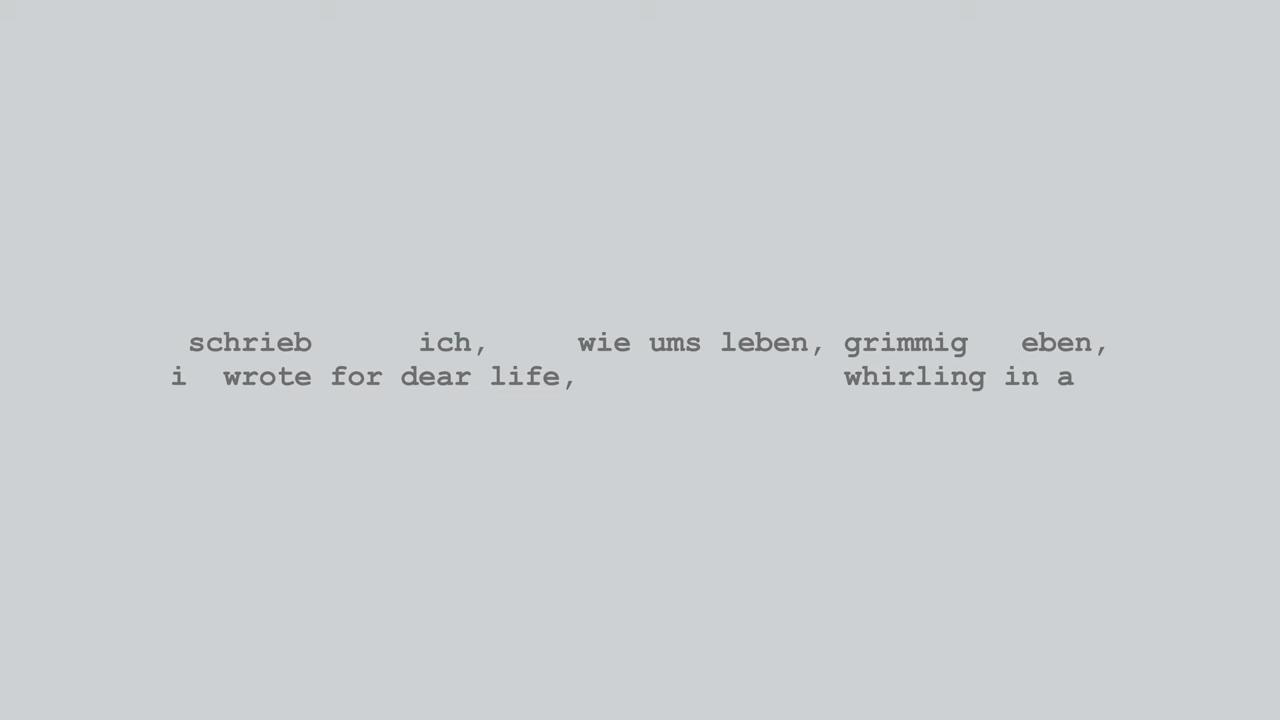 schrieb ich, wie ums leben, grimmig eben,
i wrote for dear life, whirling in a